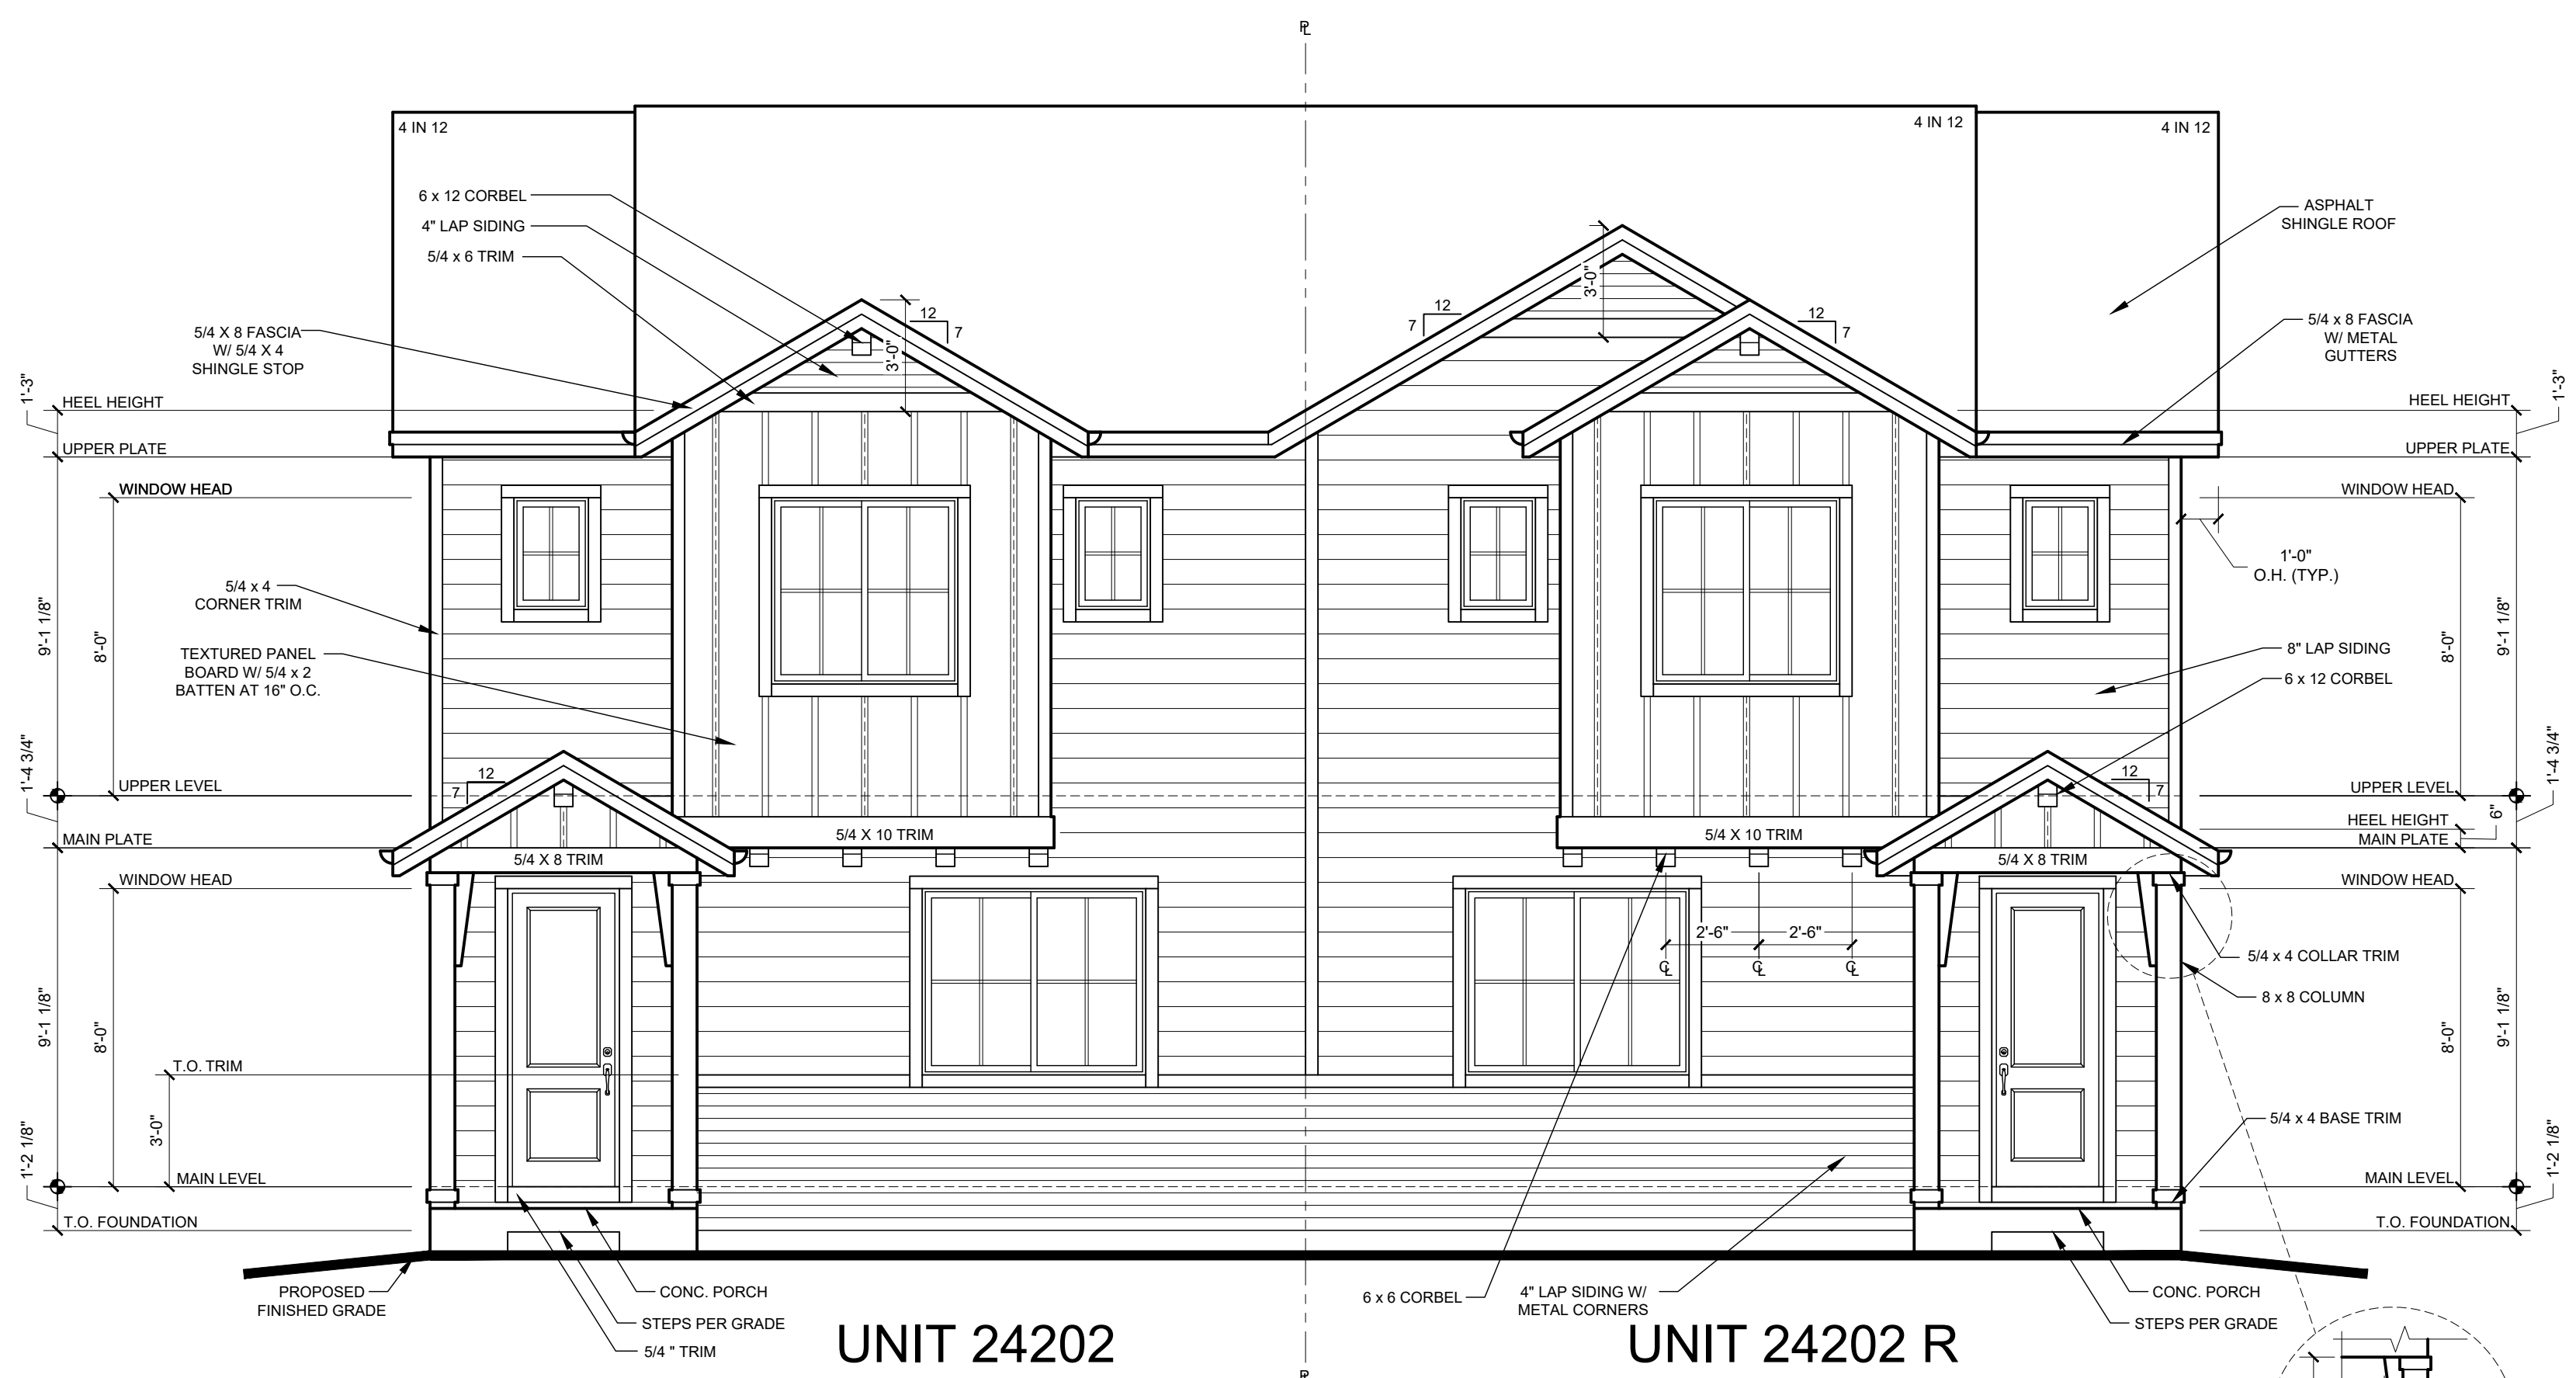 PL
4 IN 12
4 IN 12
4 IN 12
6 x 12 CORBEL
4" LAP SIDING
5/4 x 6 TRIM
5/4 X 8 FASCIA
W/ 5/4 X 4
SHINGLE STOP
12
7
3'-0"
12
7
3'-0"
12
7
ASPHALT
SHINGLE ROOF
5/4 x 8 FASCIA
W/ METAL
GUTTERS
1'-3"
HEEL HEIGHT
UPPER PLATE
WINDOW HEAD
9'-1 1/8"
8'-0"
5/4 x 4
CORNER TRIM
TEXTURED PANEL
BOARD W/ 5/4 x 2
BATTEN AT 16" O.C.
1'-4 3/4"
UPPER LEVEL
MAIN PLATE
WINDOW HEAD
9'-1 1/8"
8'-0"
T.O. TRIM
3'-0"
1'-2 1/8"
MAIN LEVEL
T.O. FOUNDATION
12
7
5/4 X 8 TRIM
5/4 X 10 TRIM
5/4 X 10 TRIM
2'-6"
2'-6"
CL
CL
CL
12
7
5/4 X 8 TRIM
HEEL HEIGHT
1'-3"
UPPER PLATE
WINDOW HEAD
1'-0"
O.H. (TYP.)
8'-0"
9'-1 1/8"
8" LAP SIDING
6 x 12 CORBEL
1'-4 3/4"
UPPER LEVEL
6"
HEEL HEIGHT
MAIN PLATE
WINDOW HEAD
5/4 x 4 COLLAR TRIM
8 x 8 COLUMN
8'-0"
9'-1 1/8"
5/4 x 4 BASE TRIM
1'-2 1/8"
MAIN LEVEL
T.O. FOUNDATION
PROPOSED
FINISHED GRADE
CONC. PORCH
STEPS PER GRADE
5/4 " TRIM
6 x 6 CORBEL
4" LAP SIDING W/
METAL CORNERS
CONC. PORCH
STEPS PER GRADE
UNIT 24202
UNIT 24202 R
PL